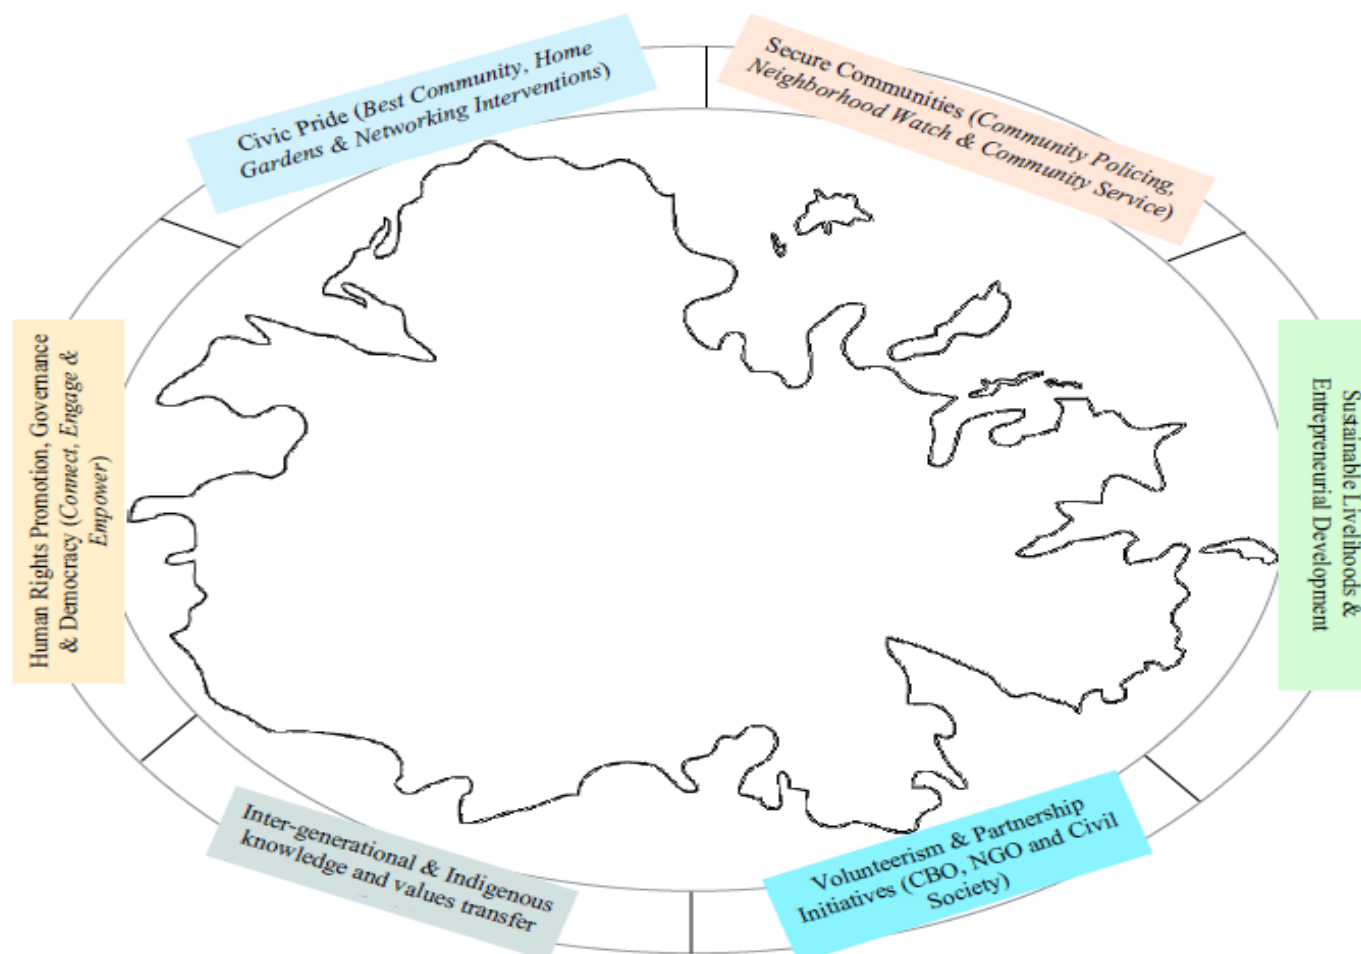 Civic Pride (Best Community, Home
Gardens & Networking Interventions)
Secure Communities (Community Policing,
Neighborhood Watch & Community Service)
Human Rights Promotion, Governance
& Democracy (Connect, Engage &
Empower)
Sustainable Livelihoods &
Entrepreneurial Development
Inter-generational & Indigenous
knowledge and values transfer
Volunteerism & Partnership
Initiatives (CBO, NGO and Civil
Society)